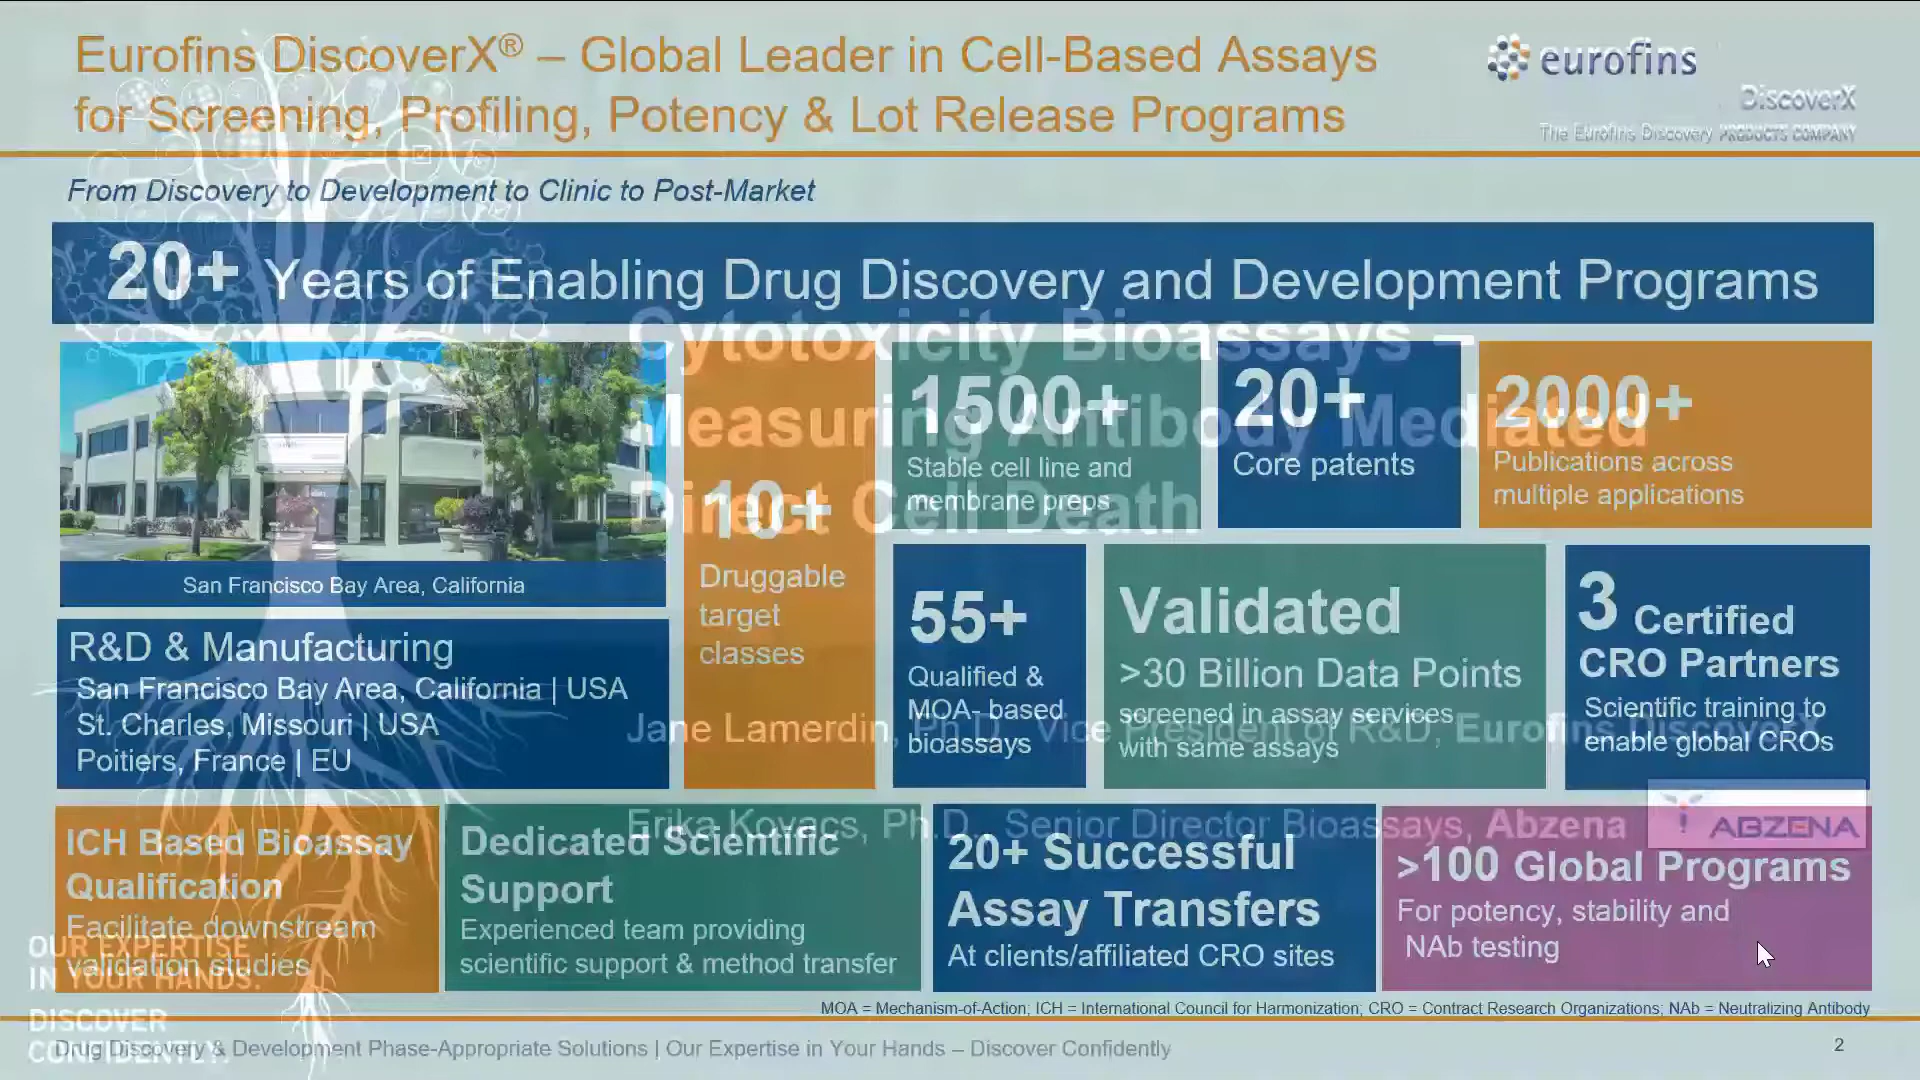 Eurofins DiscoverX® – Global Leader in Cell-Based Assays
for Screening, Profiling, Potency & Lot Release Programs
eurofins
DiscoverX
The Eurofins Discovery PRODUCTS COMPANY
From Discovery to Development to Clinic to Post-Market
20+ Years of Enabling Drug Discovery and Development Programs
Cytotoxicity Bioassays –
Measuring Antibody Mediated
Direct Cell Death
Jane Lamerdin, Ph.D., Vice President of R&D, Eurofins DiscoverX
Erika Kovacs, Ph.D., Senior Director Bioassays, Abzena
ABZENA
San Francisco Bay Area, California
R&D & Manufacturing
San Francisco Bay Area, California | USA
St. Charles, Missouri | USA
Poitiers, France | EU
10+
Druggable
target
classes
1500+
Stable cell line and
membrane preps
20+
Core patents
2000+
Publications across
multiple applications
55+
Qualified &
MOA- based
bioassays
Validated
>30 Billion Data Points
screened in assay services
with same assays
3 Certified
CRO Partners
Scientific training to
enable global CROs
ICH Based Bioassay
Qualification
Facilitate downstream
validation studies
Dedicated Scientific
Support
Experienced team providing
scientific support & method transfer
20+ Successful
Assay Transfers
At clients/affiliated CRO sites
>100 Global Programs
For potency, stability and
NAb testing
OUR EXPERTISE
IN YOUR HANDS.
DISCOVER
CONFIDENTLY.
MOA = Mechanism-of-Action; ICH = International Council for Harmonization; CRO = Contract Research Organizations; NAb = Neutralizing Antibody
Drug Discovery & Development Phase-Appropriate Solutions | Our Expertise in Your Hands – Discover Confidently
2